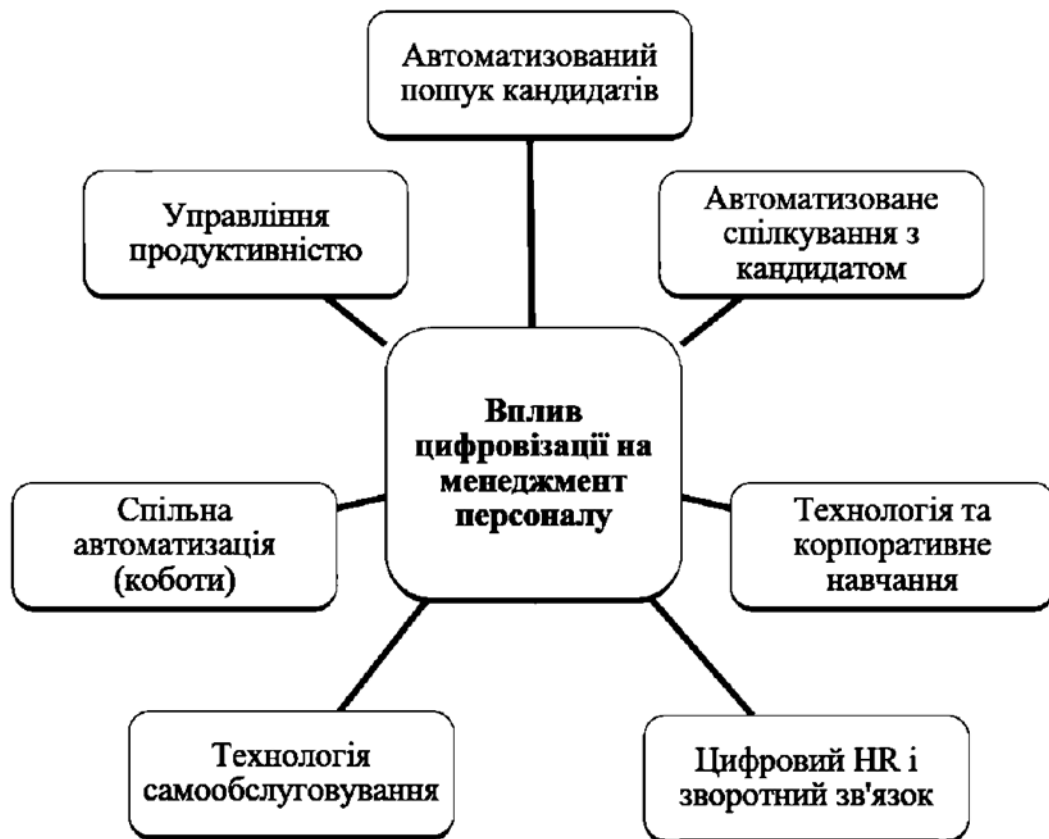 Автоматизований
пошук кандидатів
Управління
продуктивністю
Автоматизоване
спілкування з
кандидатом
Вплив
цифровізації на
менеджмент
персоналу
Спільна
автоматизація
(коботи)
Технологія та
корпоративне
навчання
Технологія
самообслуговування
Цифровий HR і
зворотний зв'язок